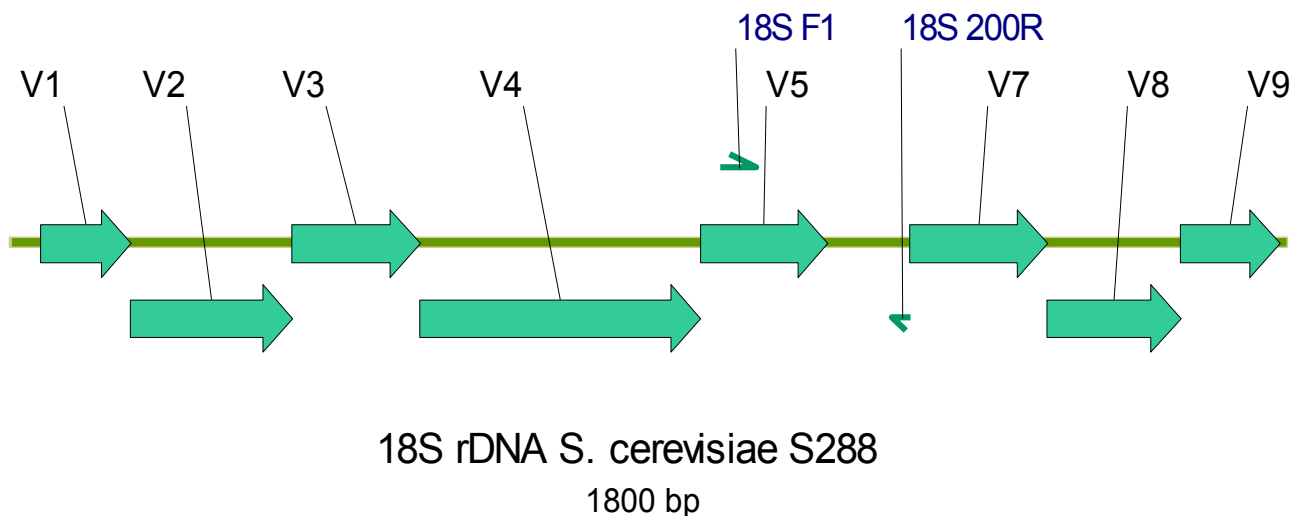 18S F1 18S 200R
V1 V2 V3 V4 V5 V7 V8 V9
18S rDNA S. cerevisiae S288
1800 bp